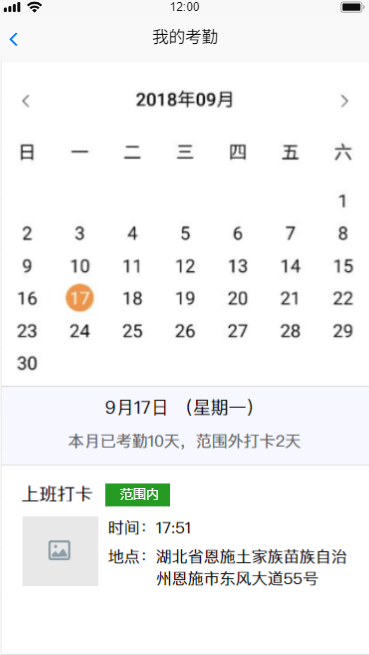 12:00
我的考勤
2018年09月
日 一 二 三 四 五 六
1
2 3 4 5 6 7 8
9 10 11 12 13 14 15
16 17 18 19 20 21 22
23 24 25 26 27 28 29
30
9月17日 （星期一）
本月已考勤10天，范围外打卡2天
上班打卡 范围内
时间：17:51
地点：湖北省恩施土家族苗族自治
州恩施市东风大道55号